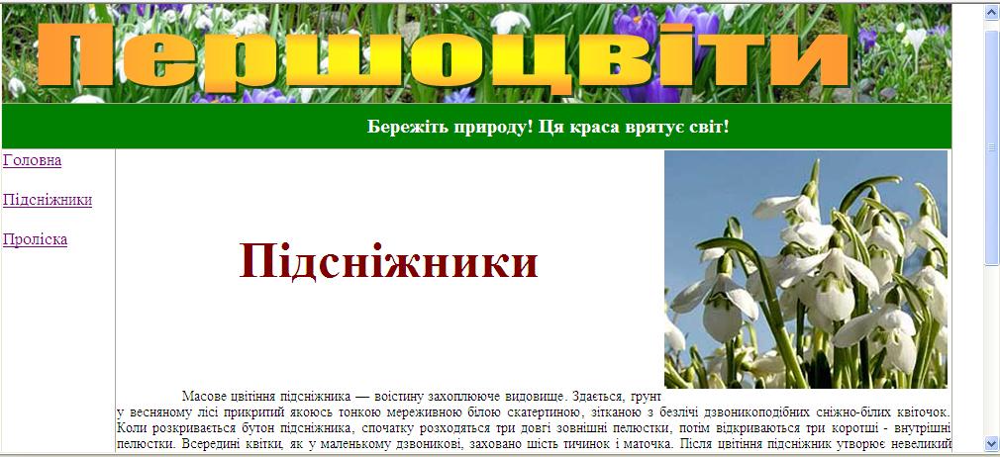 Першоцвіти
Бережіть природу! Ця краса врятує світ!
Головна
Підсніжники
Проліска
Підсніжники
Масове цвітіння підсніжника — воістину захоплююче видовище. Здається, ґрунт
у весняному лісі прикритий якоюсь тонкою мереживною білою скатертиною, зітканою з безлічі дзвоникоподібних сніжно-білих квіточок.
Коли розкривається бутон підсніжника, спочатку розходяться три довгі зовнішні пелюстки, потім відкриваються три коротші - внутрішні
пелюстки. Всередині квітки, як у маленькому дзвоникові, заховано шість тичинок і маточка. Після цвітіння підсніжник утворює невеликий